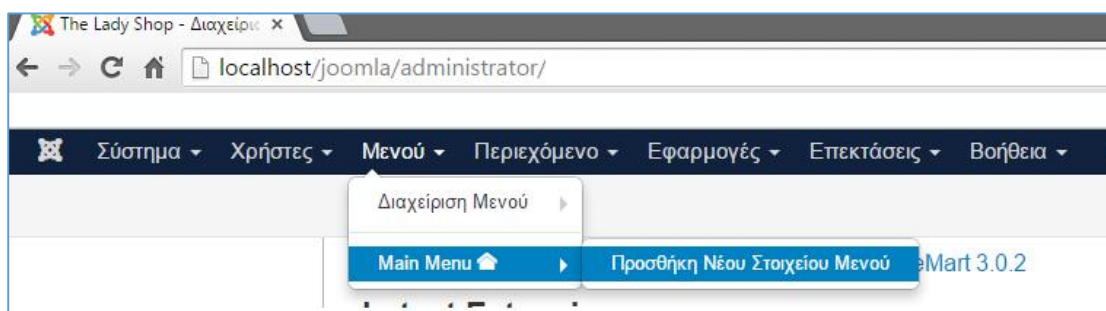 The Lady Shop - Διαχείρισ
localhost/joomla/administrator/
Σύστημα Χρήστες Μενού Περιεχόμενο Εφαρμογές Επεκτάσεις Βοήθεια
Διαχείριση Μενού
Main Menu Προσθήκη Νέου Στοιχείου Μενού eMart 3.0.2